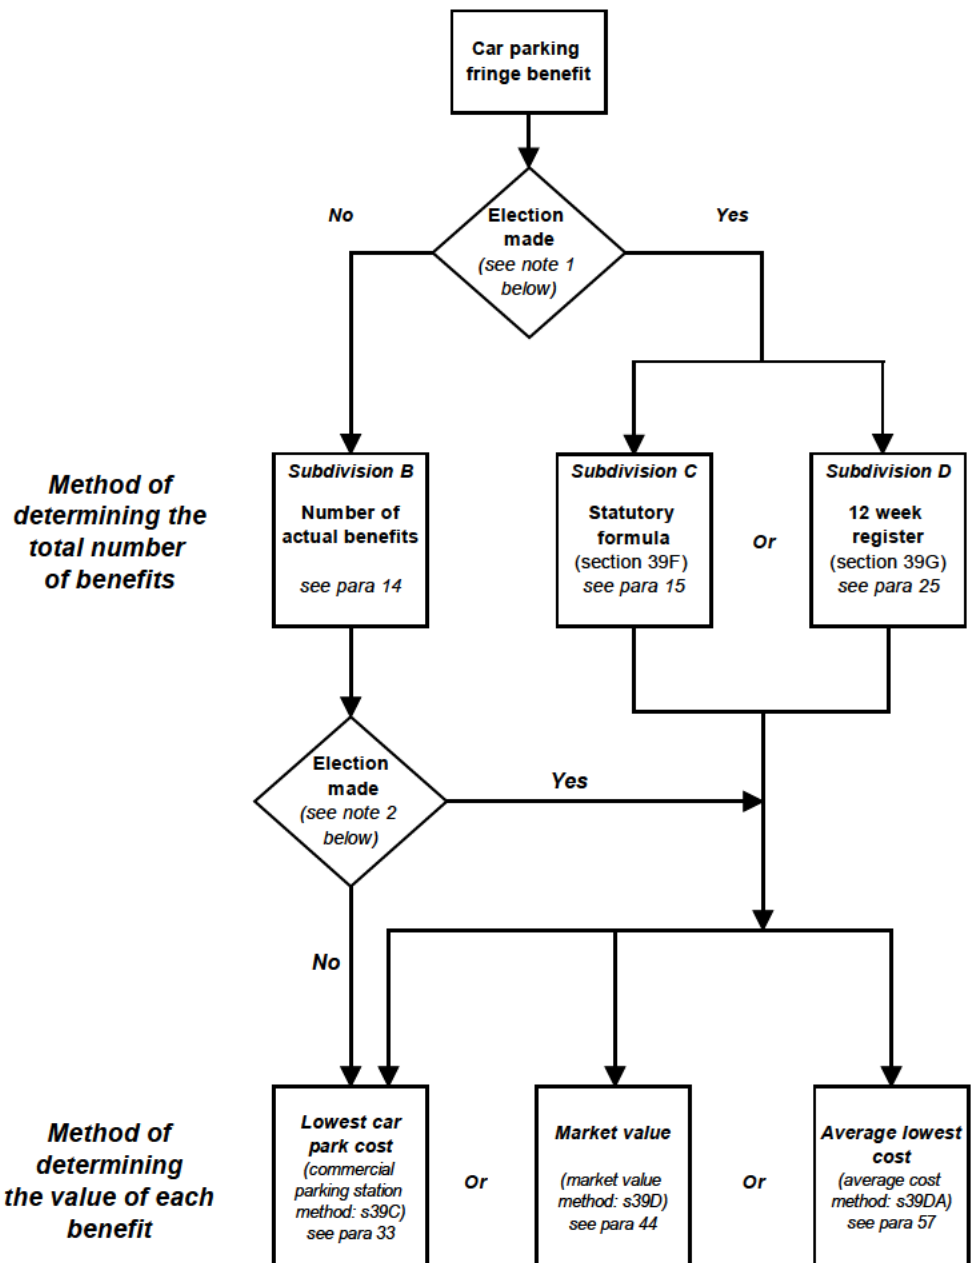 Car parking
fringe benefit
No
Election
made
(see note 1
below)
Yes
Method of
determining the
total number
of benefits
Subdivision B
Number of
actual benefits
see para 14
Subdivision C
Statutory
formula
(section 39F)
see para 15
Or
Subdivision D
12 week
register
(section 39G)
see para 25
Election
made
(see note 2
below)
Yes
No
Method of
determining
the value of each
benefit
Lowest car
park cost
(commercial
parking station
method: s39C)
see para 33
Or
Market value
(market value
method: s39D)
see para 44
Or
Average lowest
cost
(average cost
method: s39DA)
see para 57